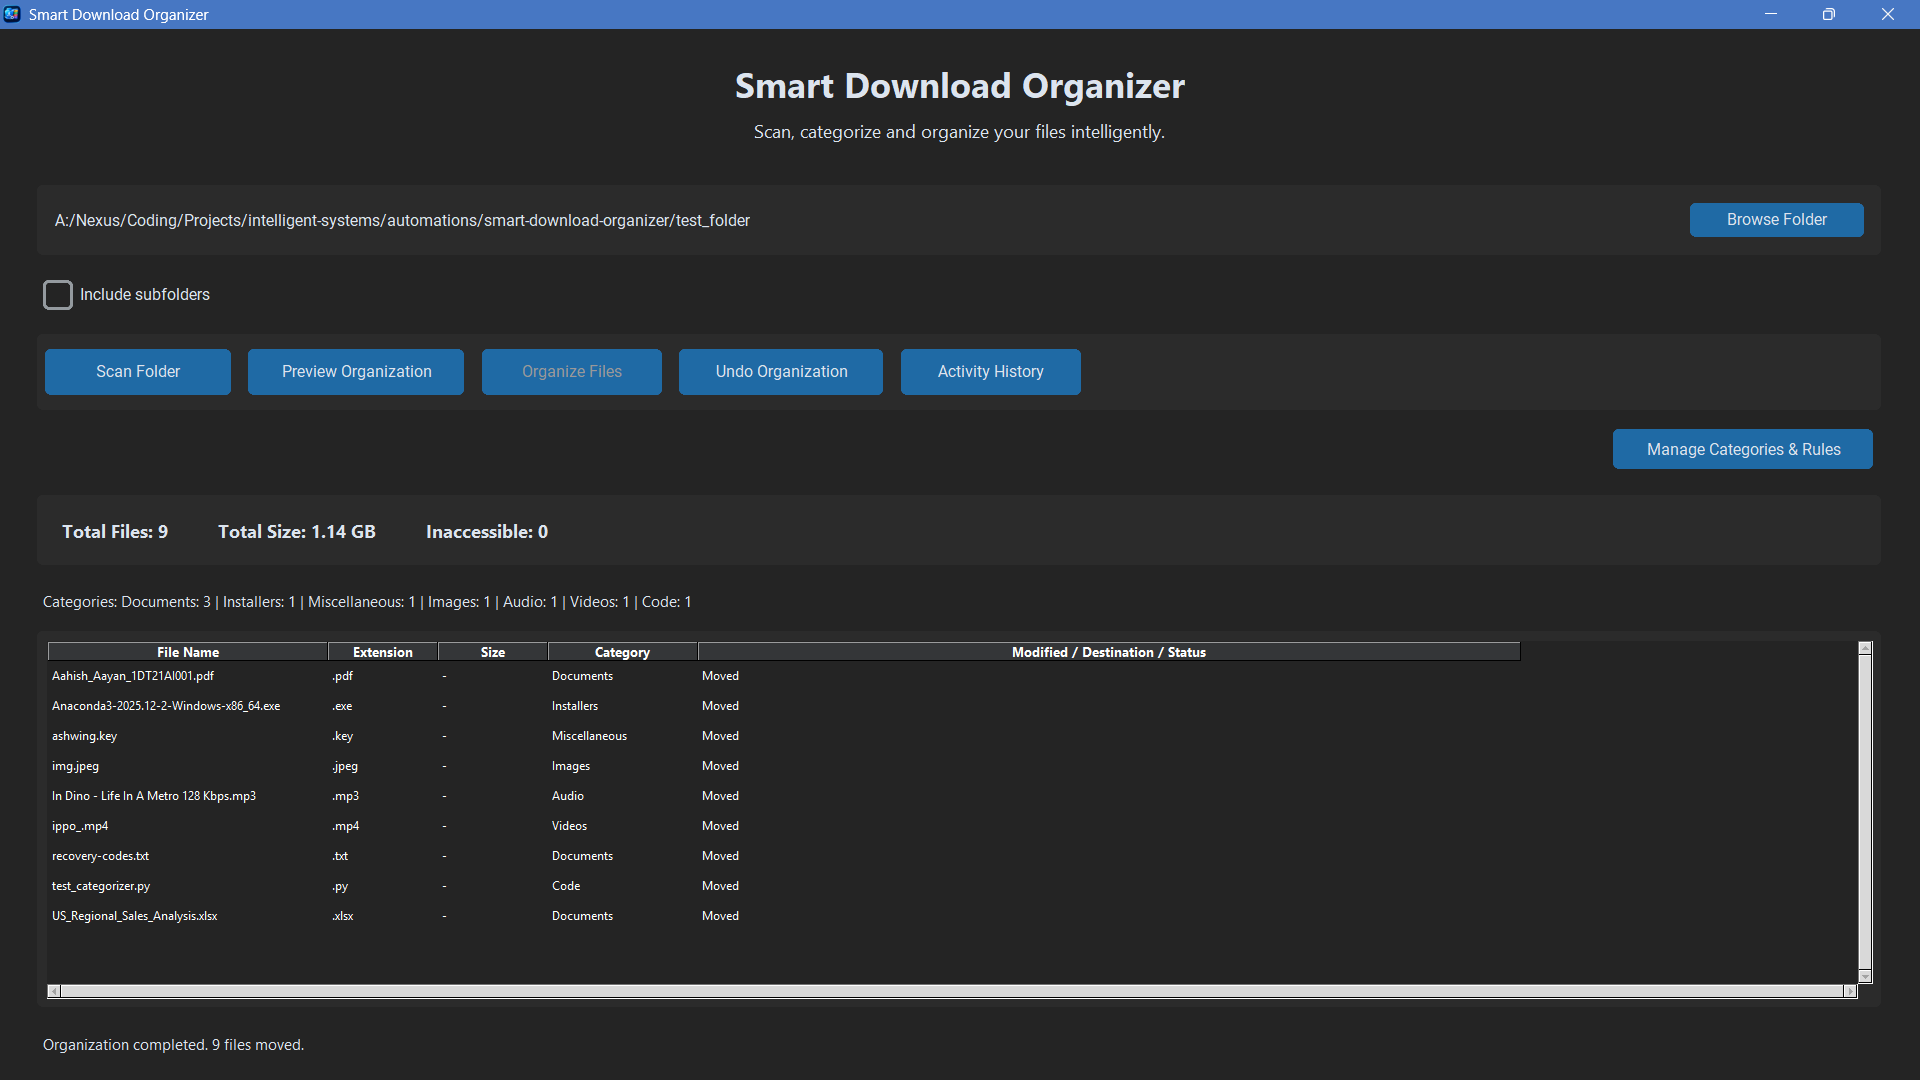 Smart Download Organizer
Smart Download Organizer
Scan, categorize and organize your files intelligently.
A:/Nexus/Coding/Projects/intelligent-systems/automations/smart-download-organizer/test_folder
Browse Folder
Include subfolders
Scan Folder Preview Organization Organize Files Undo Organization Activity History
Manage Categories & Rules
Total Files: 9 Total Size: 1.14 GB Inaccessible: 0
Categories: Documents: 3 | Installers: 1 | Miscellaneous: 1 | Images: 1 | Audio: 1 | Videos: 1 | Code: 1
File Name Extension Size Category Modified / Destination / Status
Aahish_Aayan_1DT21AI001.pdf .pdf - Documents Moved
Anaconda3-2025.12-2-Windows-x86_64.exe .exe - Installers Moved
ashwing.key .key - Miscellaneous Moved
img.jpeg .jpeg - Images Moved
In Dino - Life In A Metro 128 Kbps.mp3 .mp3 - Audio Moved
ippo_.mp4 .mp4 - Videos Moved
recovery-codes.txt .txt - Documents Moved
test_categorizer.py .py - Code Moved
US_Regional_Sales_Analysis.xlsx .xlsx - Documents Moved
Organization completed. 9 files moved.